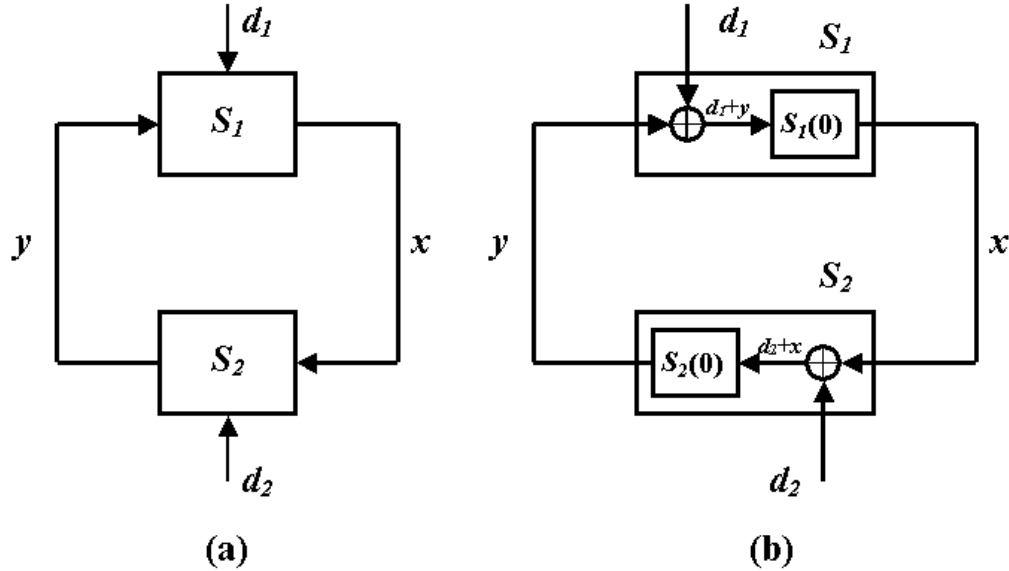 d₁
S₁
y
x
S₂
d₂
(a)
d₁
S₁
d₁+y
S₁(0)
y
x
S₂
S₂(0)
d₂+x
d₂
(b)